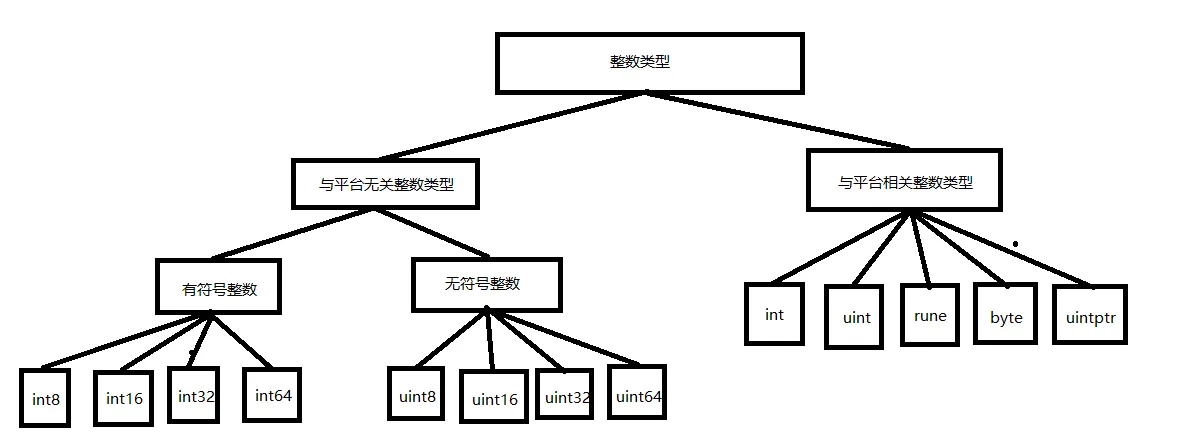 整数类型
与平台无关整数类型
与平台相关整数类型
有符号整数
无符号整数
int
uint
rune
byte
uintptr
int8
int16
int32
int64
uint8
uint16
uint32
uint64